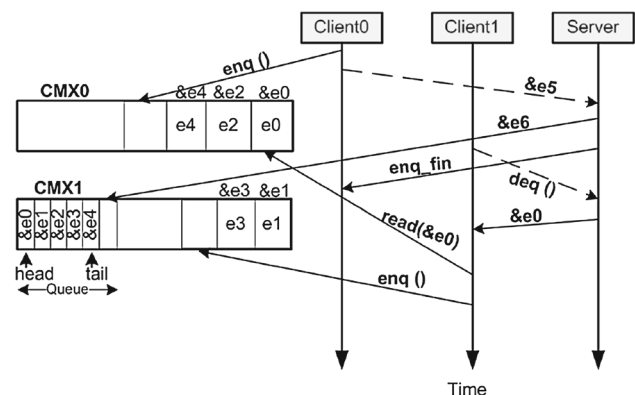 Client0 Client1 Server
enq ()
CMX0 &e4 &e2 &e0
&e5
e4 e2 e0
&e6
enq_fin
CMX1 &e3 &e1
deq ()
&e0 &e1 &e2 &e3 &e4 e3 e1
read(&e0)
&e0
head tail
enq ()
Queue
Time